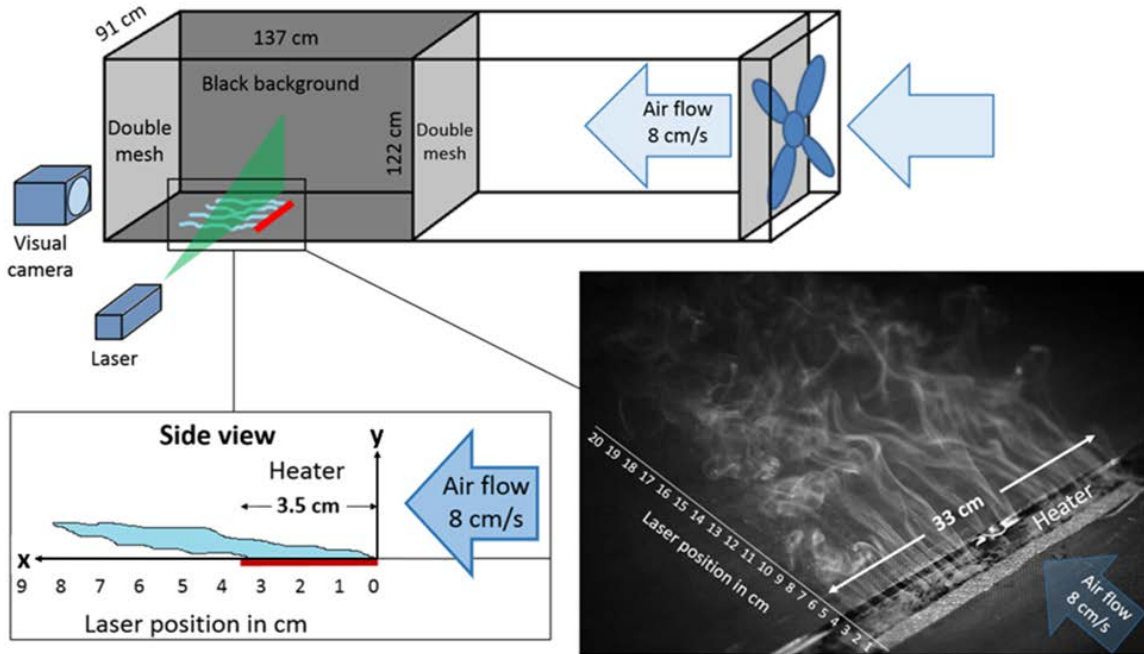 91 cm
137 cm
Black background
Double
mesh
122 cm
Double
mesh
Air flow
8 cm/s
Visual
camera
Laser
Side view
y
Heater
3.5 cm
Air flow
8 cm/s
x
9 8 7 6 5 4 3 2 1 0
Laser position in cm
20 19 18 17 16 15 14 13 12 11 10 9 8 7 6 5 4 3 2 1
Laser position in cm
33 cm
Heater
Air flow
8 cm/s